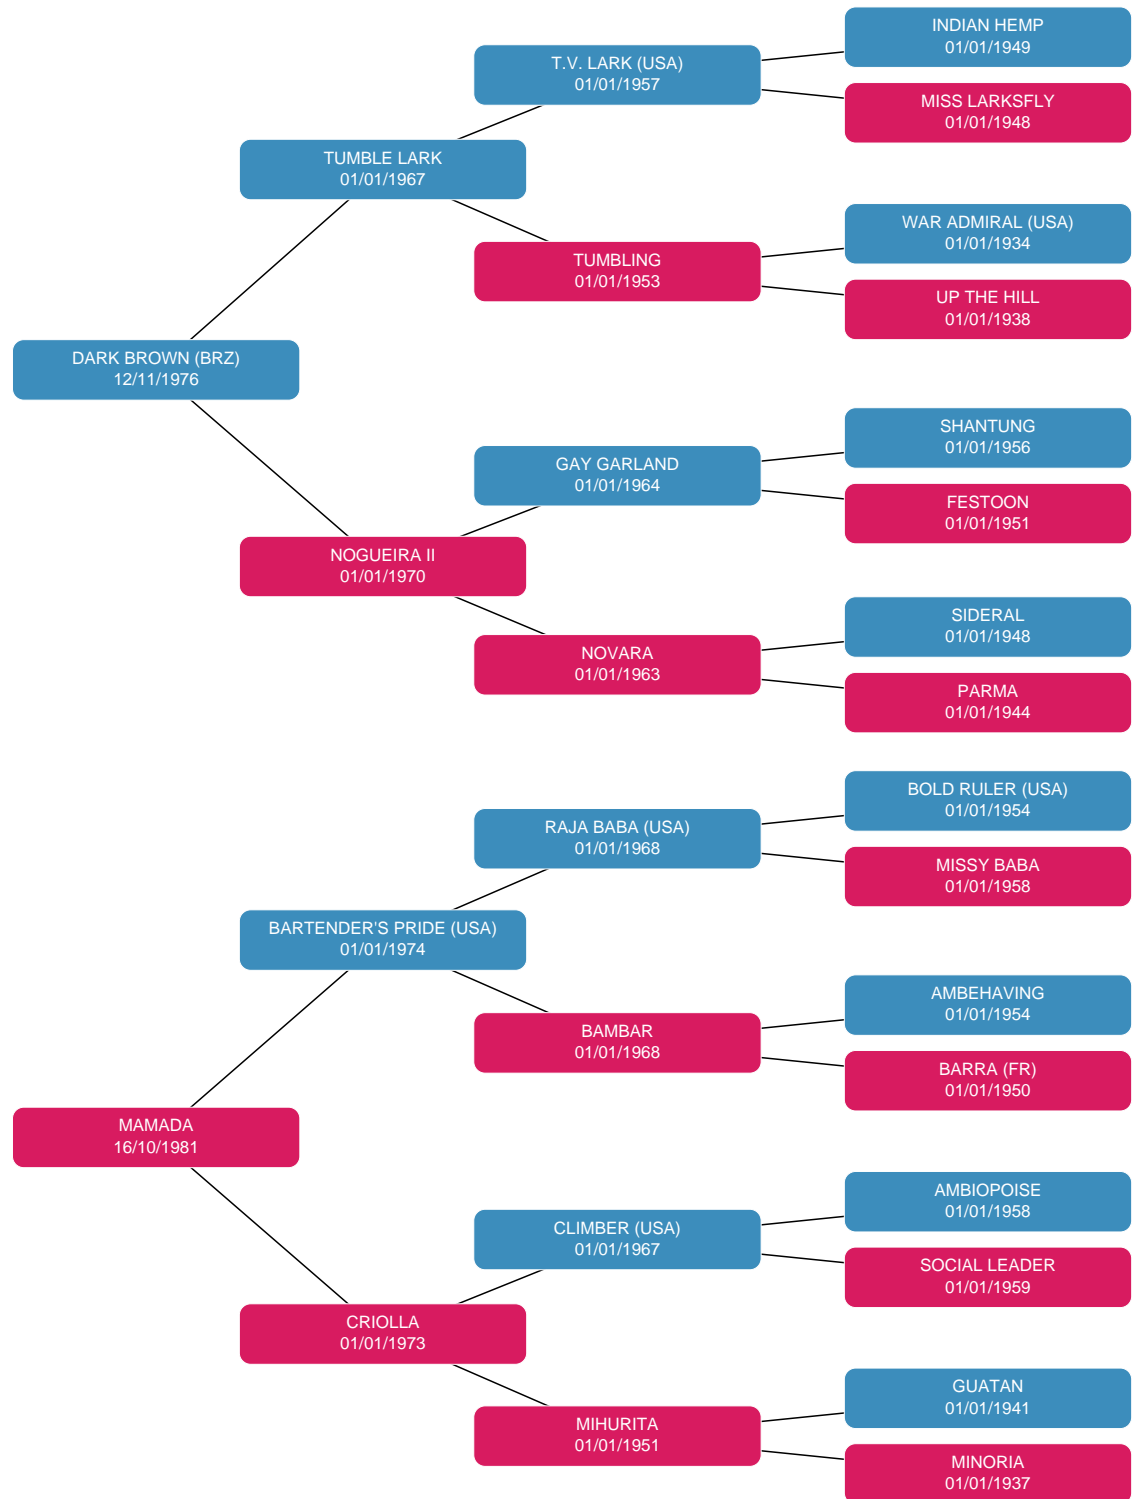 INDIAN HEMP
01/01/1949
T.V. LARK (USA)
01/01/1957
MISS LARKSFLY
01/01/1948
TUMBLE LARK
01/01/1967
WAR ADMIRAL (USA)
01/01/1934
TUMBLING
01/01/1953
UP THE HILL
01/01/1938
DARK BROWN (BRZ)
12/11/1976
SHANTUNG
01/01/1956
GAY GARLAND
01/01/1964
FESTOON
01/01/1951
NOGUEIRA II
01/01/1970
SIDERAL
01/01/1948
NOVARA
01/01/1963
PARMA
01/01/1944
BOLD RULER (USA)
01/01/1954
RAJA BABA (USA)
01/01/1968
MISSY BABA
01/01/1958
BARTENDER'S PRIDE (USA)
01/01/1974
AMBEHAVING
01/01/1954
BAMBAR
01/01/1968
BARRA (FR)
01/01/1950
MAMADA
16/10/1981
AMBIOPOISE
01/01/1958
CLIMBER (USA)
01/01/1967
SOCIAL LEADER
01/01/1959
CRIOLLA
01/01/1973
GUATAN
01/01/1941
MIHURITA
01/01/1951
MINORIA
01/01/1937